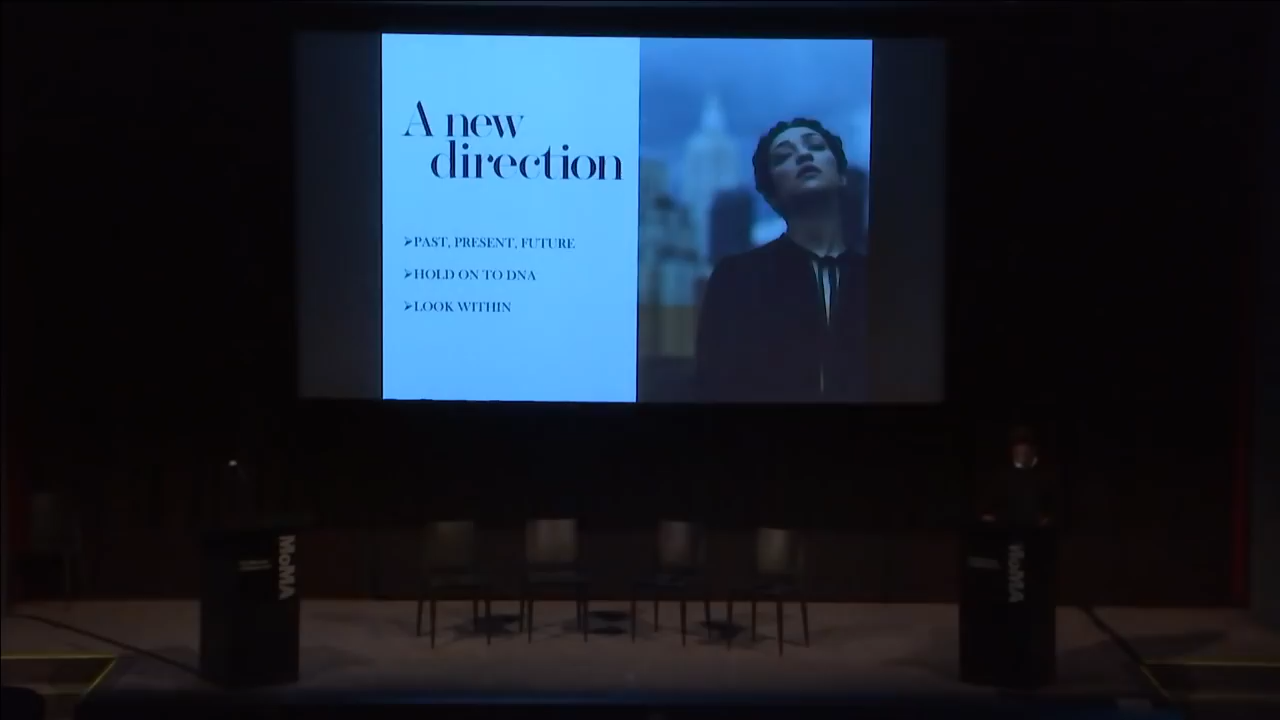 A new
direction
➢PAST, PRESENT, FUTURE
➢HOLD ON TO DNA
➢LOOK WITHIN
MoMA
MoMA